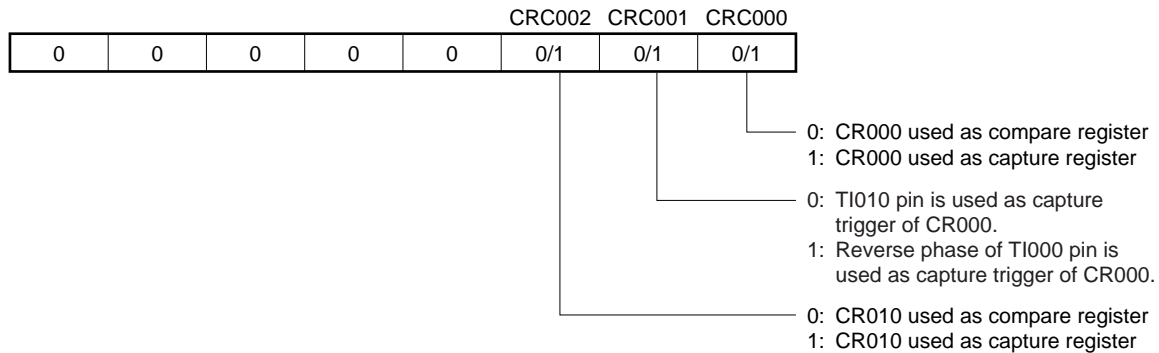 CRC002 CRC001 CRC000
0 0 0 0 0 0/1 0/1 0/1
0: CR000 used as compare register
1: CR000 used as capture register
0: TI010 pin is used as capture
trigger of CR000.
1: Reverse phase of TI000 pin is
used as capture trigger of CR000.
0: CR010 used as compare register
1: CR010 used as capture register